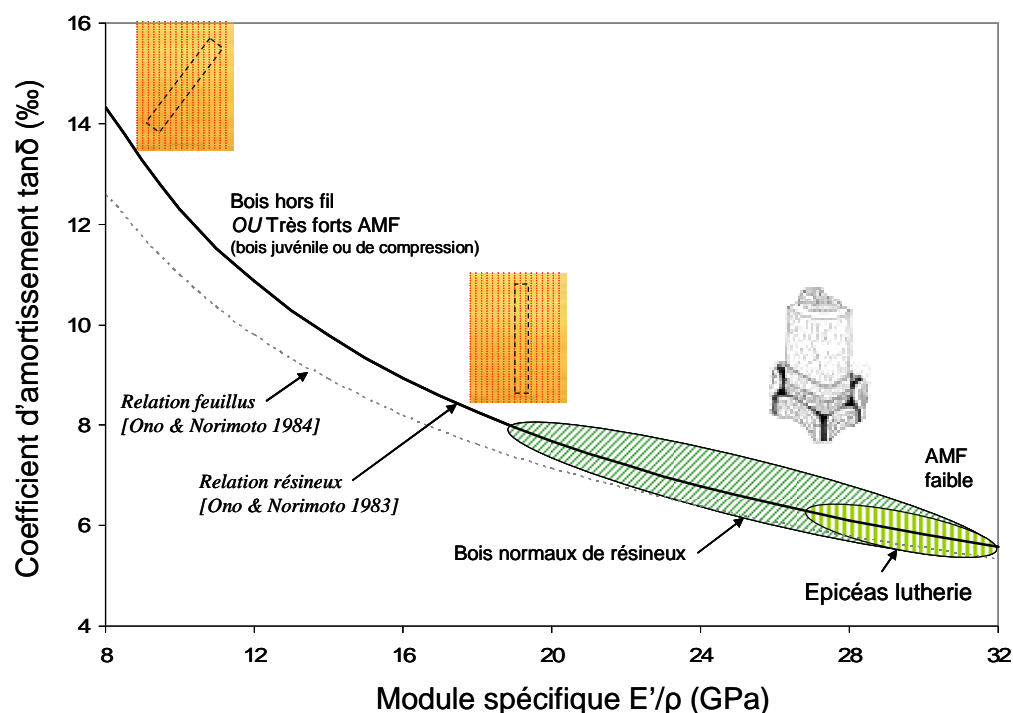 16
14
12
10
8
6
4
Coefficient d'amortissement tanδ (‰)
Bois hors fil
OU Très forts AMF
(bois juvénile ou de compression)
Relation feuillus
[Ono & Norimoto 1984]
Relation résineux
[Ono & Norimoto 1983]
AMF
faible
Bois normaux de résineux
Epicéas lutherie
8
12
16
20
24
28
32
Module spécifique E'/ρ (GPa)